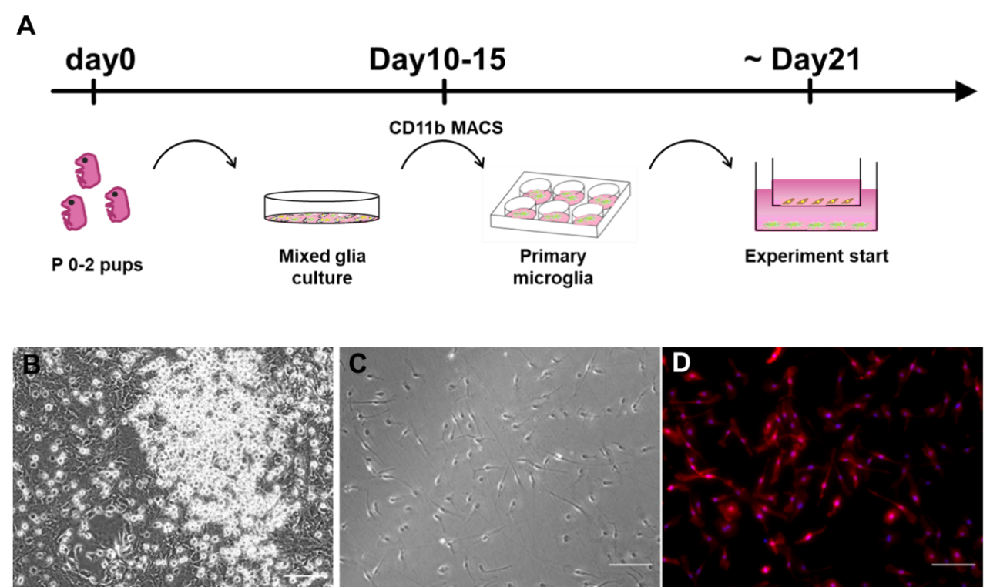 A
day0
Day10-15
~ Day21
CD11b MACS
P 0-2 pups
Mixed glia
culture
Primary
microglia
Experiment start
B
C
D